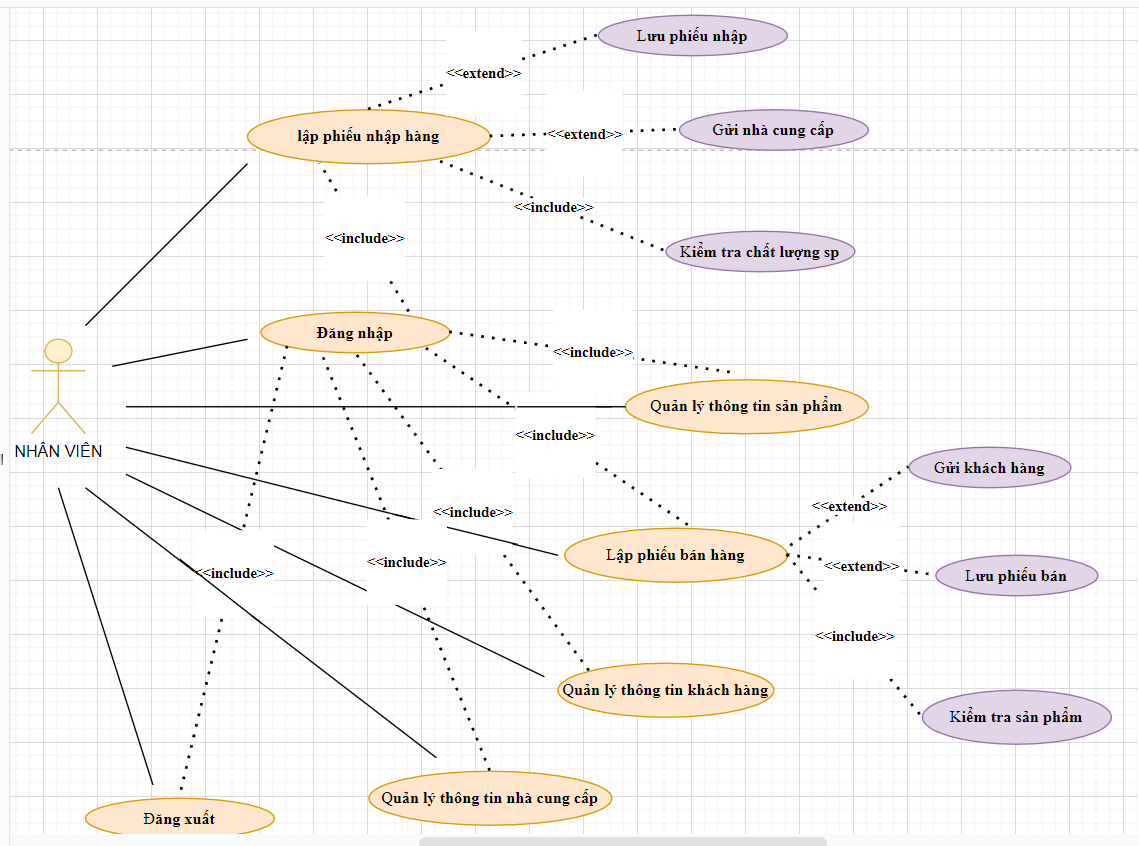 Lưu phiếu nhập
<<extend>>
lập phiếu nhập hàng
<<extend>>
Gửi nhà cung cấp
<<include>>
<<include>>
Kiểm tra chất lượng sp
Đăng nhập
<<include>>
Quản lý thông tin sản phẩm
NHÂN VIÊN
<<include>>
Gửi khách hàng
<<extend>>
<<include>>
Lập phiếu bán hàng
<<include>>
<<extend>>
<<include>>
Lưu phiếu bán
<<include>>
Quản lý thông tin khách hàng
Kiểm tra sản phẩm
Quản lý thông tin nhà cung cấp
Đăng xuất